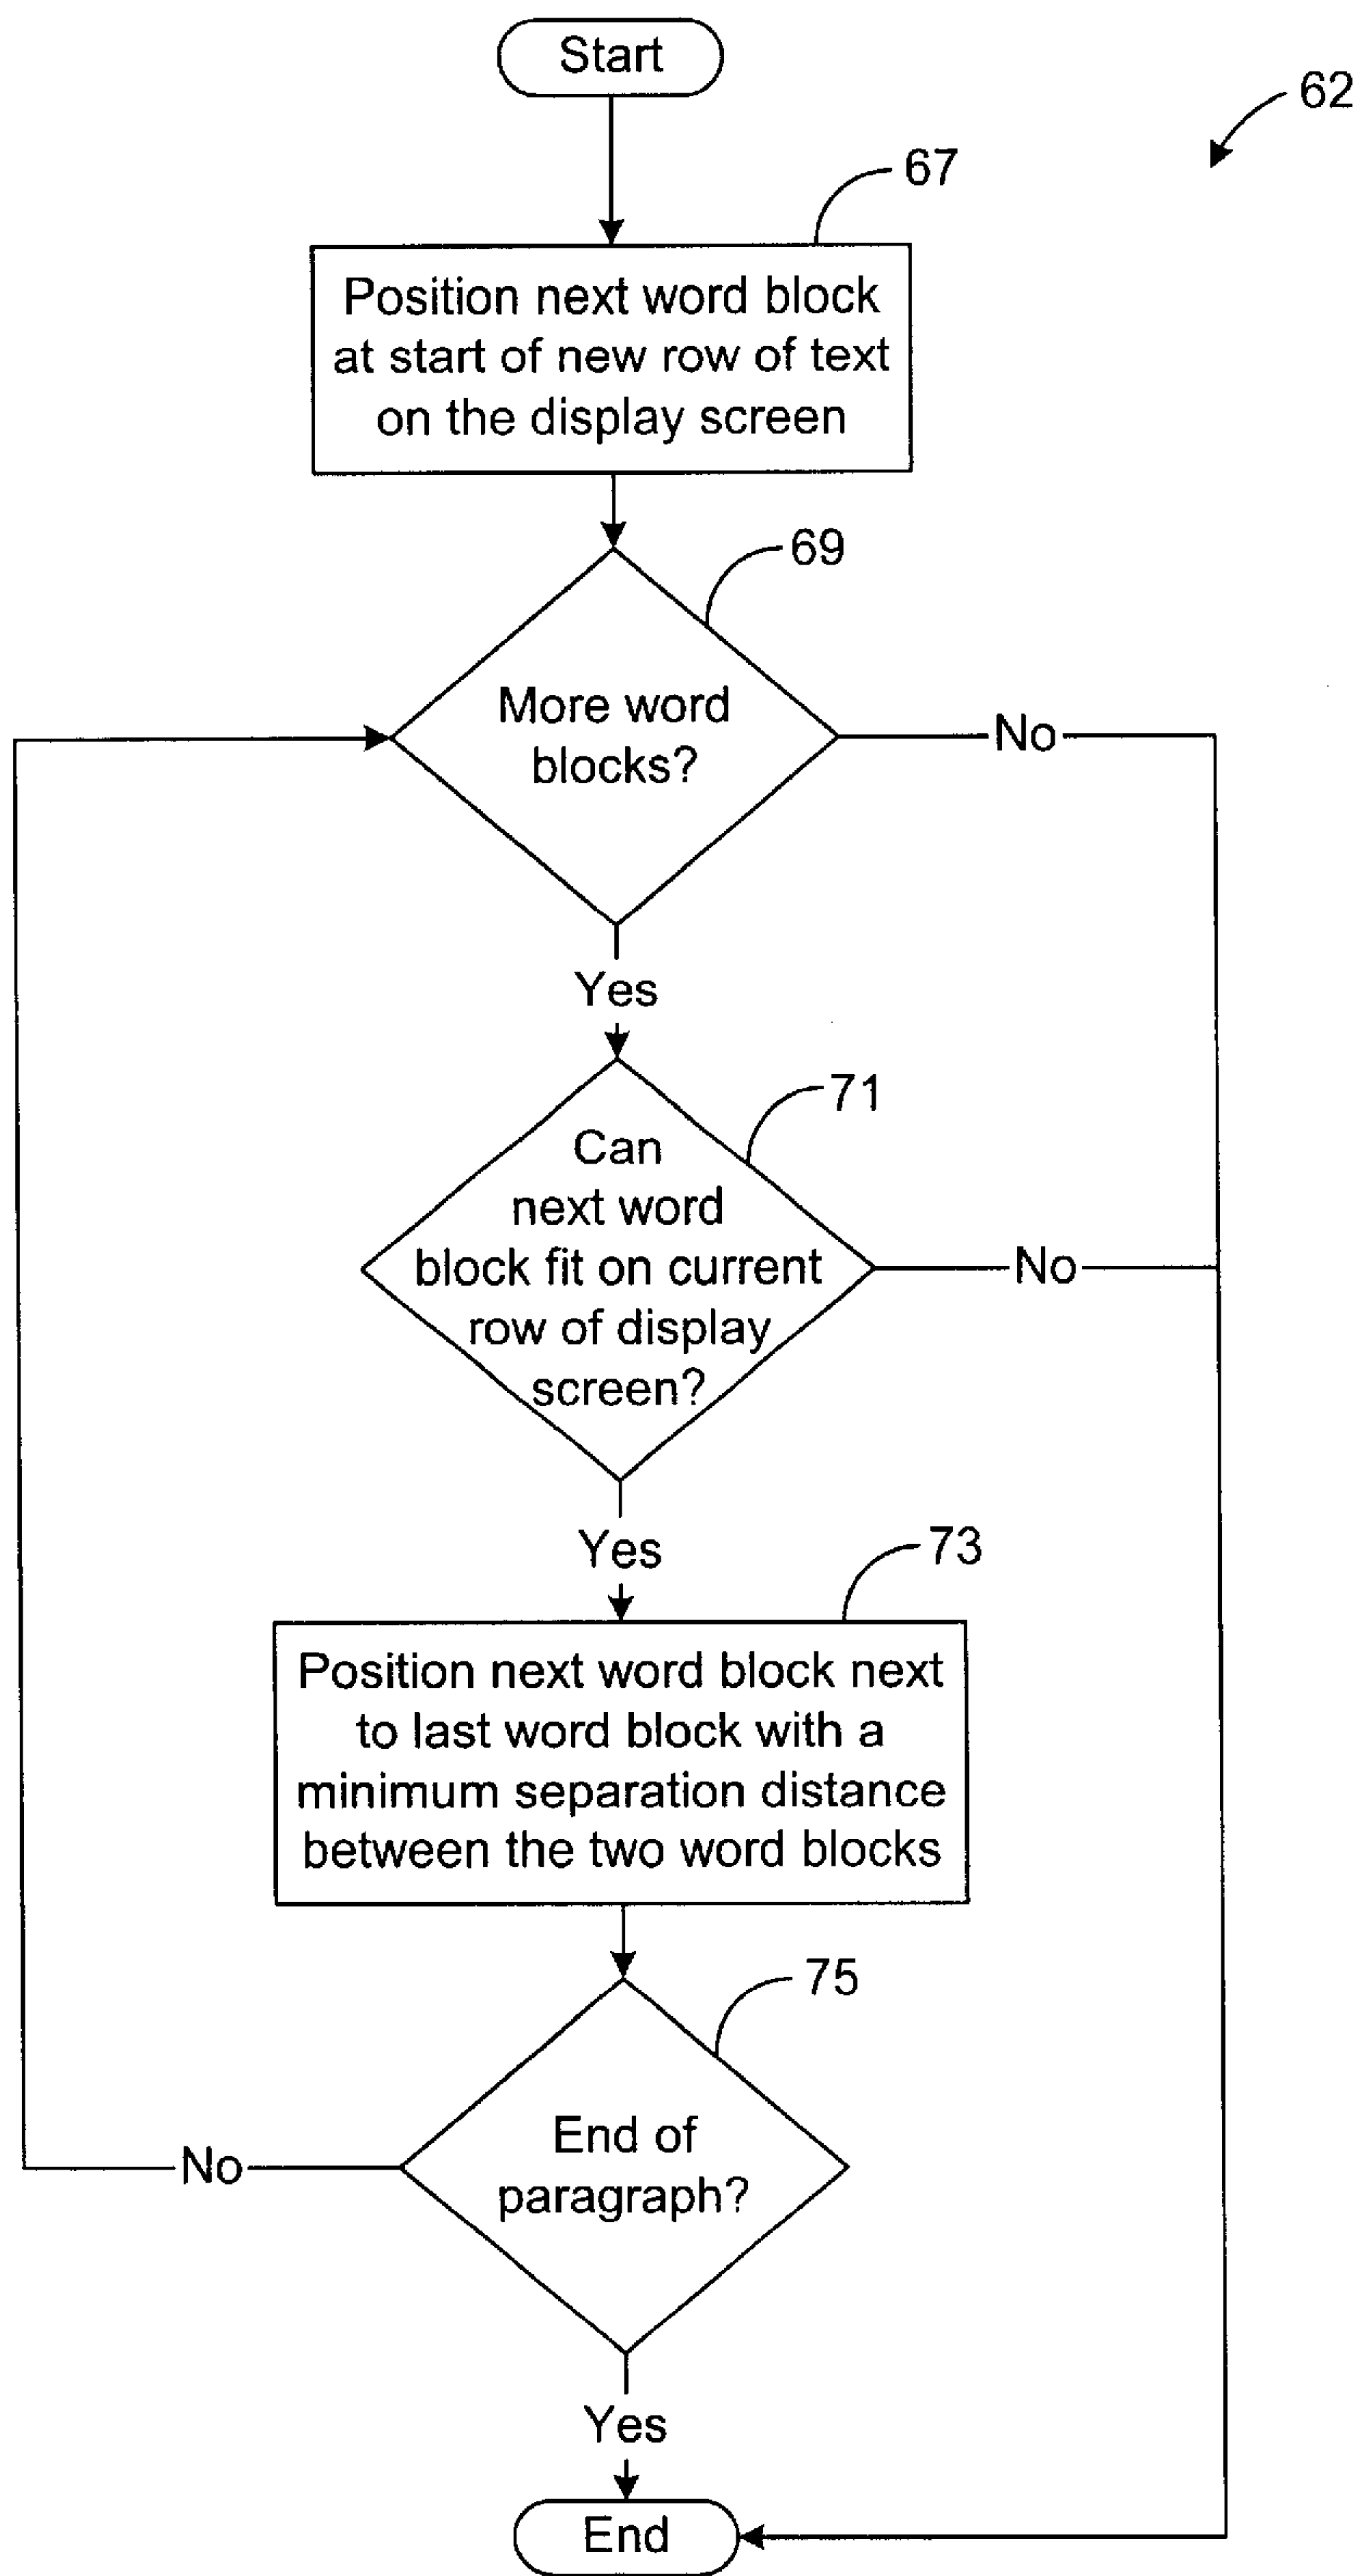 Start
62
67
Position next word block
at start of new row of text
on the display screen
69
More word
blocks?
No
Yes
71
Can
next word
block fit on current
row of display
screen?
No
Yes
73
Position next word block next
to last word block with a
minimum separation distance
between the two word blocks
75
End of
paragraph?
No
Yes
End